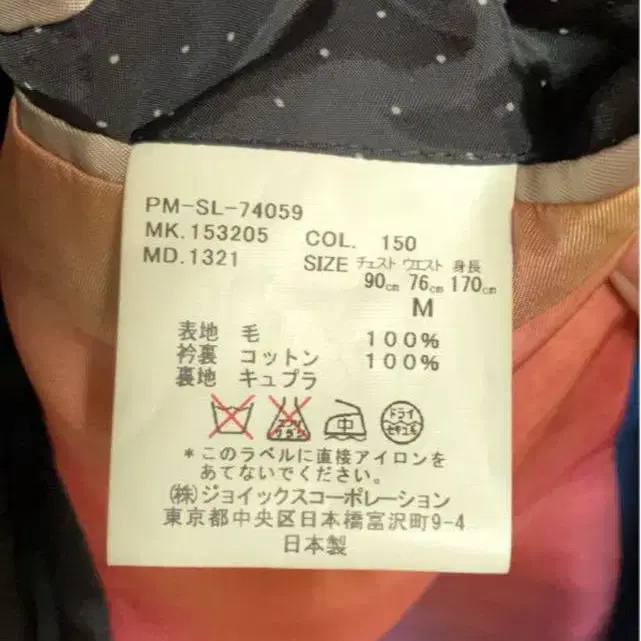 PM-SL-74059
MK.153205 COL. 150
MD.1321 SIZE チェスト ウエスト 身長
90cm 76cm 170cm
M
表地 毛 100%
衿裏 コットン 100%
裏地 キュプラ
中
ドライ
セキユ系
*このラベルに直接アイロンを
あてないでください。
(株)ジョイックスコーポレーション
東京都中央区日本橋富沢町9-4
日本製